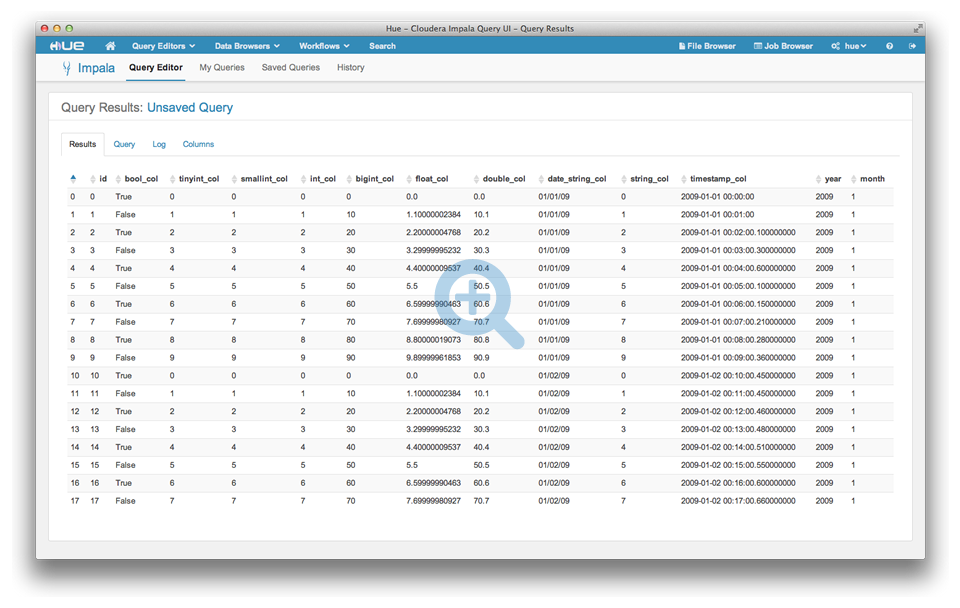 Hue – Cloudera Impala Query UI – Query Results
HUE Query Editors Data Browsers Workflows Search File Browser Job Browser hue
Impala Query Editor My Queries Saved Queries History
Query Results: Unsaved Query
Results Query Log Columns
id bool_col tinyint_col smallint_col int_col bigint_col float_col double_col date_string_col string_col timestamp_col year month
0 0 True 0 0 0 0 0.0 0.0 01/01/09 0 2009-01-01 00:00:00 2009 1
1 1 False 1 1 1 10 1.10000002384 10.1 01/01/09 1 2009-01-01 00:01:00 2009 1
2 2 True 2 2 2 20 2.20000004768 20.2 01/01/09 2 2009-01-01 00:02:00.100000000 2009 1
3 3 False 3 3 3 30 3.29999995232 30.3 01/01/09 3 2009-01-01 00:03:00.300000000 2009 1
4 4 True 4 4 4 40 4.40000009537 40.4 01/01/09 4 2009-01-01 00:04:00.600000000 2009 1
5 5 False 5 5 5 50 5.5 50.5 01/01/09 5 2009-01-01 00:05:00.100000000 2009 1
6 6 True 6 6 6 60 6.59999990463 60.6 01/01/09 6 2009-01-01 00:06:00.150000000 2009 1
7 7 False 7 7 7 70 7.69999980927 70.7 01/01/09 7 2009-01-01 00:07:00.210000000 2009 1
8 8 True 8 8 8 80 8.80000019073 80.8 01/01/09 8 2009-01-01 00:08:00.280000000 2009 1
9 9 False 9 9 9 90 9.89999961853 90.9 01/01/09 9 2009-01-01 00:09:00.360000000 2009 1
10 10 True 0 0 0 0 0.0 0.0 01/02/09 0 2009-01-02 00:10:00.450000000 2009 1
11 11 False 1 1 1 10 1.10000002384 10.1 01/02/09 1 2009-01-02 00:11:00.450000000 2009 1
12 12 True 2 2 2 20 2.20000004768 20.2 01/02/09 2 2009-01-02 00:12:00.460000000 2009 1
13 13 False 3 3 3 30 3.29999995232 30.3 01/02/09 3 2009-01-02 00:13:00.480000000 2009 1
14 14 True 4 4 4 40 4.40000009537 40.4 01/02/09 4 2009-01-02 00:14:00.510000000 2009 1
15 15 False 5 5 5 50 5.5 50.5 01/02/09 5 2009-01-02 00:15:00.550000000 2009 1
16 16 True 6 6 6 60 6.59999990463 60.6 01/02/09 6 2009-01-02 00:16:00.600000000 2009 1
17 17 False 7 7 7 70 7.69999980927 70.7 01/02/09 7 2009-01-02 00:17:00.660000000 2009 1